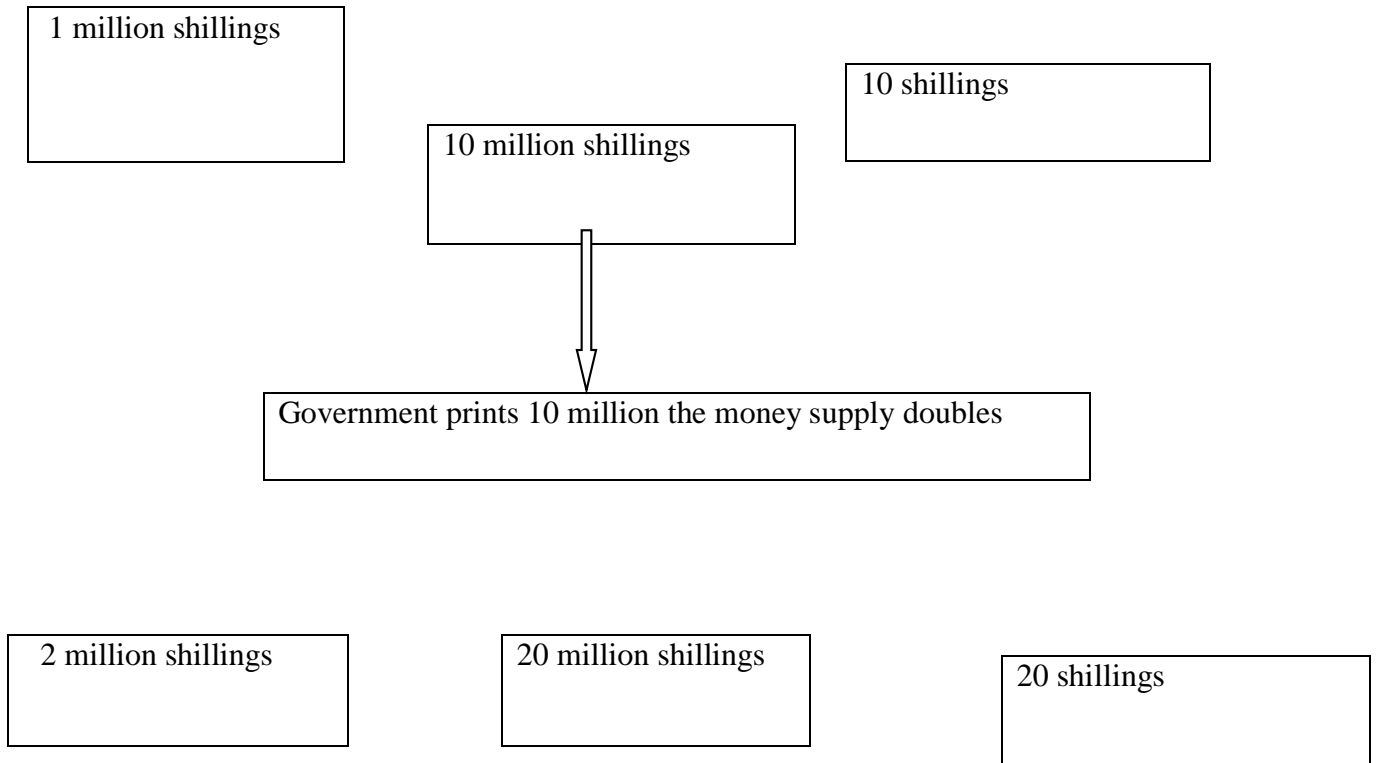 1 million shillings
10 shillings
10 million shillings
Government prints 10 million the money supply doubles
2 million shillings
20 million shillings
20 shillings